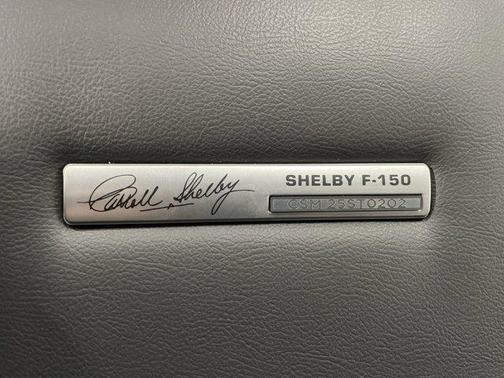 Carroll Shelby
SHELBY F-150
CSM 25ST0202